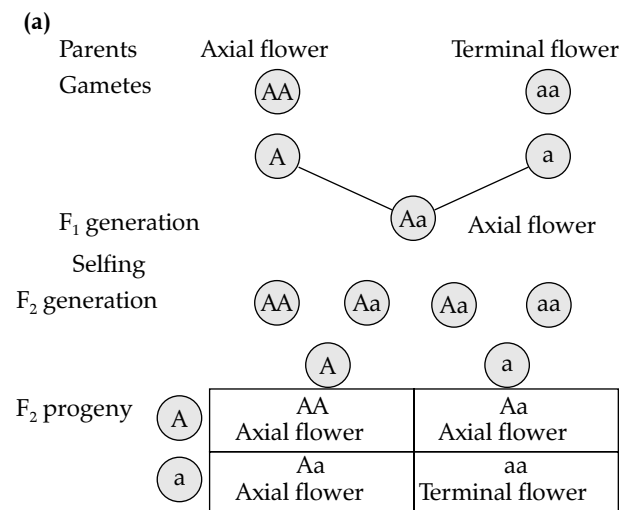 (a)
Parents Axial flower Terminal flower
Gametes AA aa
A a
Aa
F₁ generation Axial flower
Selfing
F₂ generation AA Aa Aa aa
A a
F₂ progeny A AA Aa
Axial flower Axial flower
a Aa aa
Axial flower Terminal flower